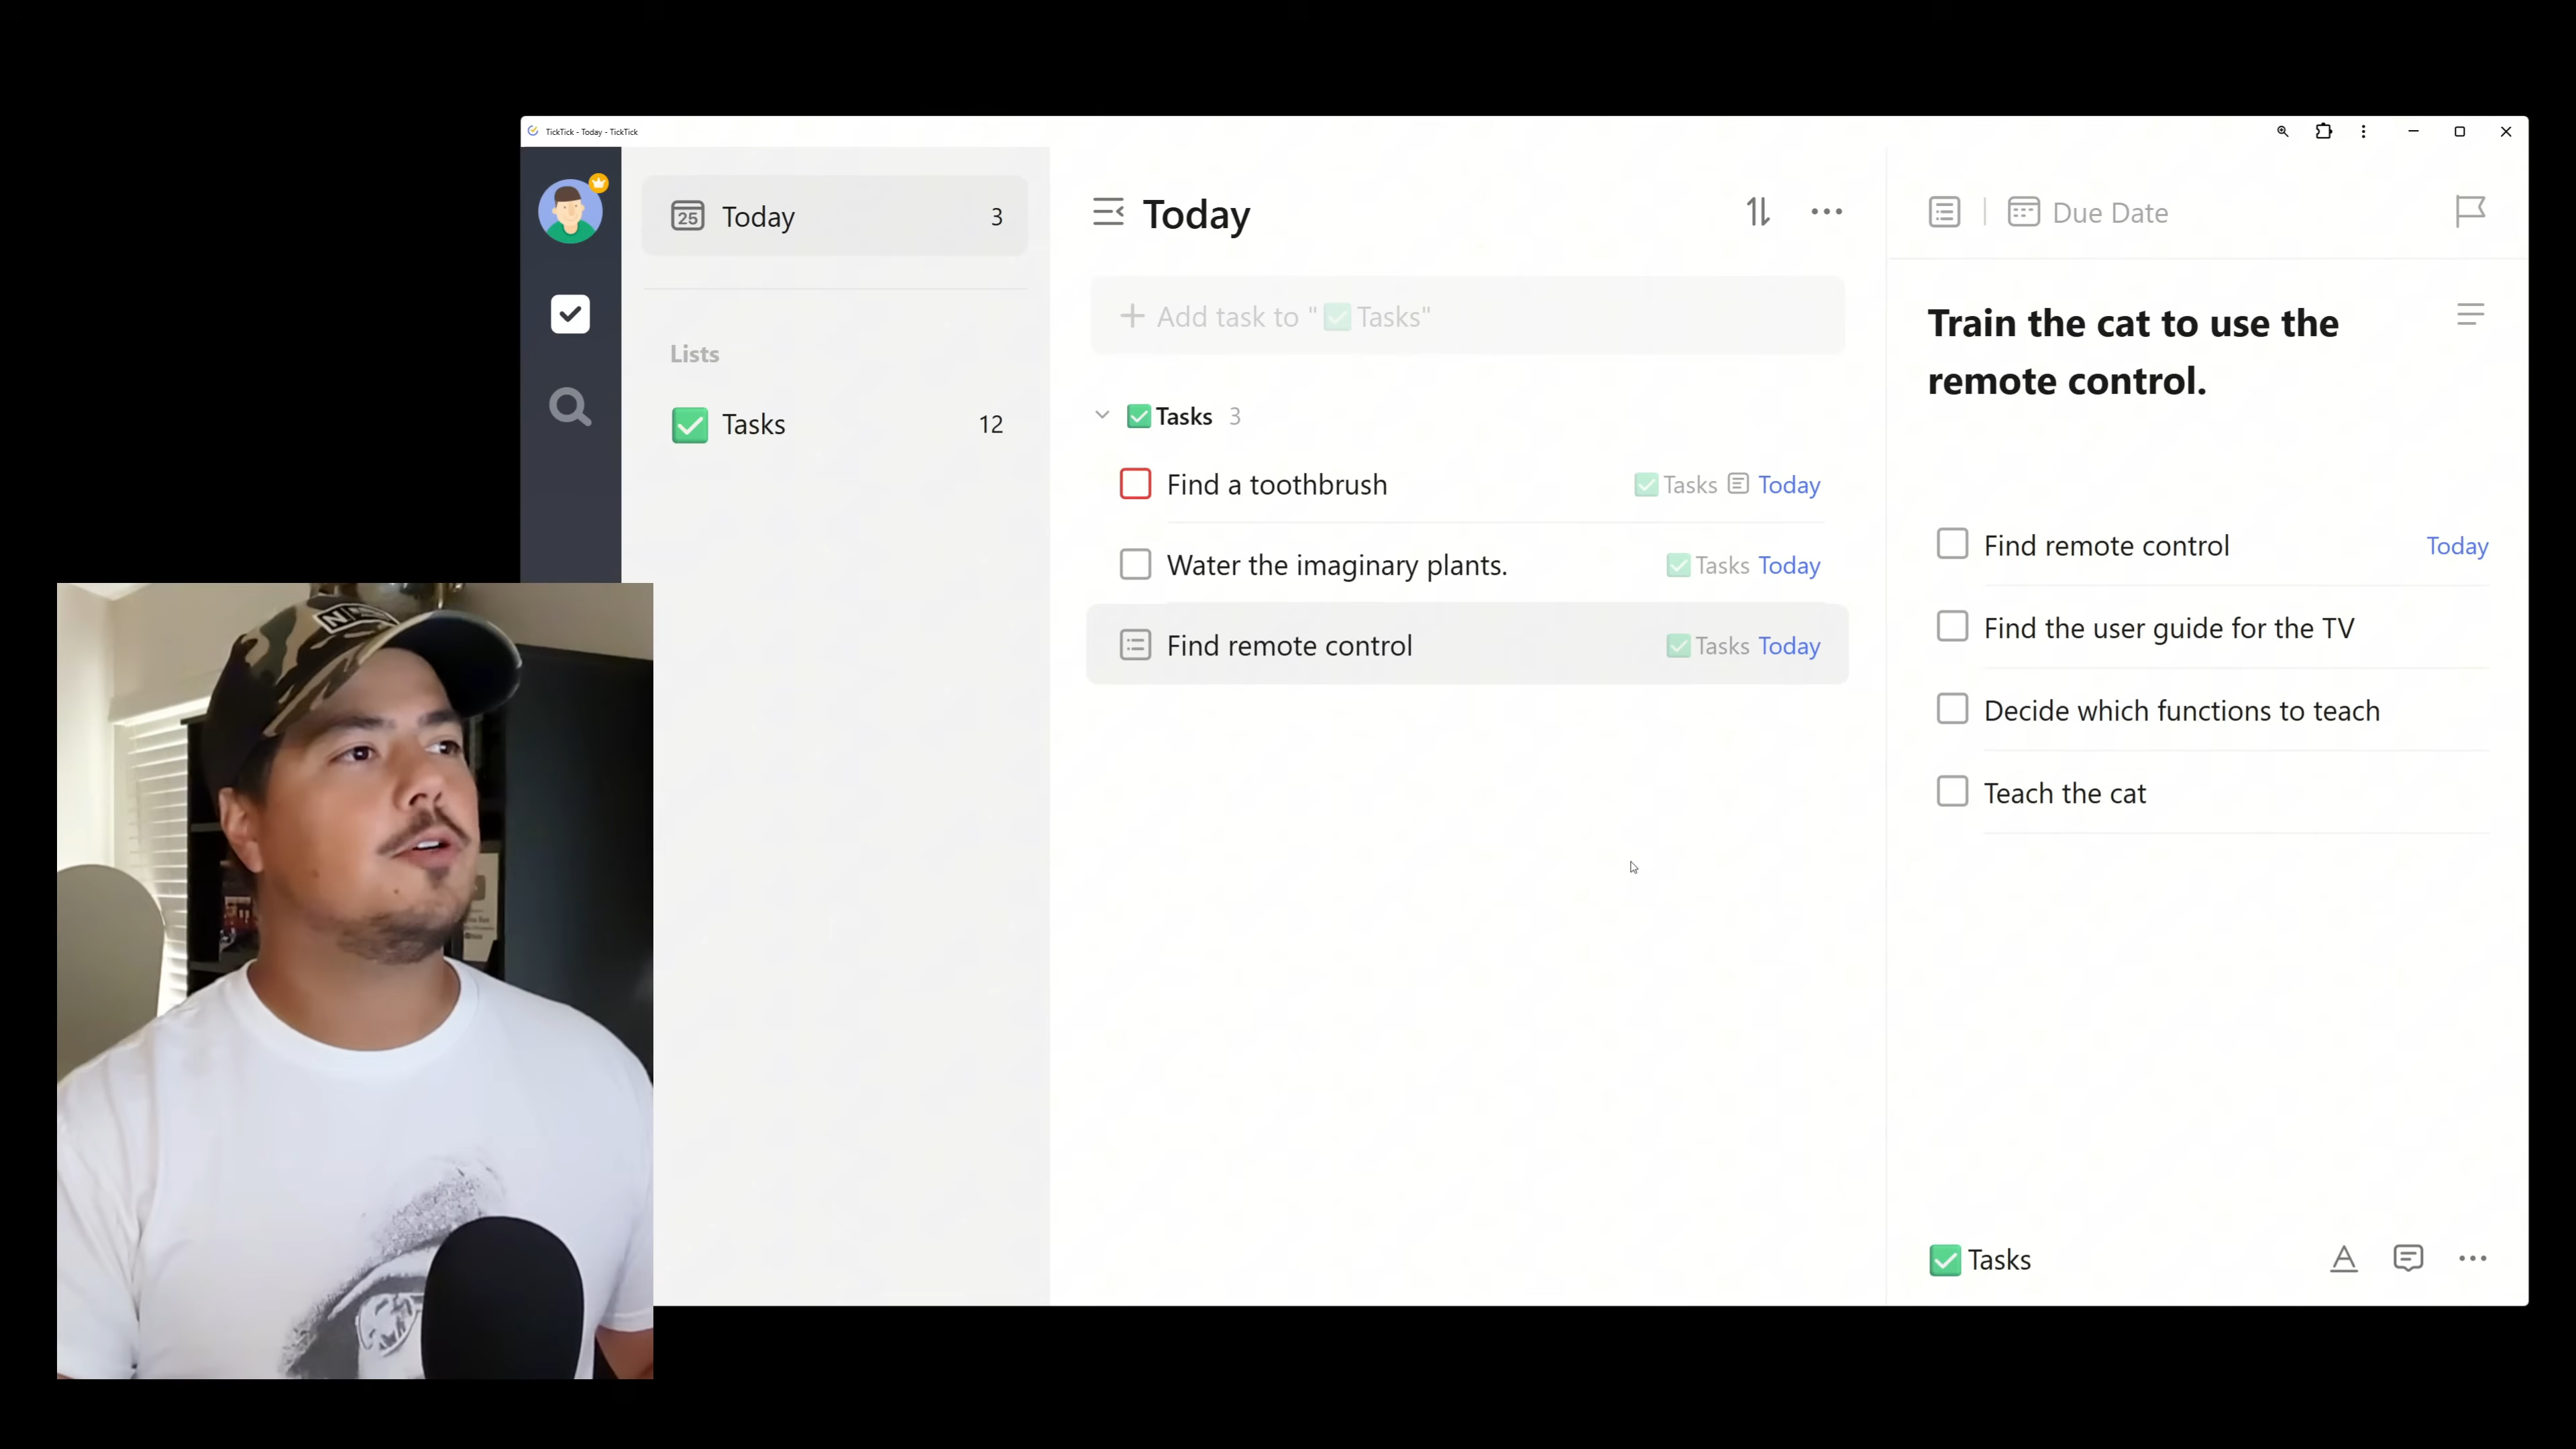 TickTick - Today - TickTick
25 Today 3
Lists
✅ Tasks 12
Today
+ Add task to "✅ Tasks"
✅ Tasks 3
Find a toothbrush ✅ Tasks Today
Water the imaginary plants. ✅ Tasks Today
Find remote control ✅ Tasks Today
Due Date
Train the cat to use the
remote control.
Find remote control Today
Find the user guide for the TV
Decide which functions to teach
Teach the cat
✅ Tasks